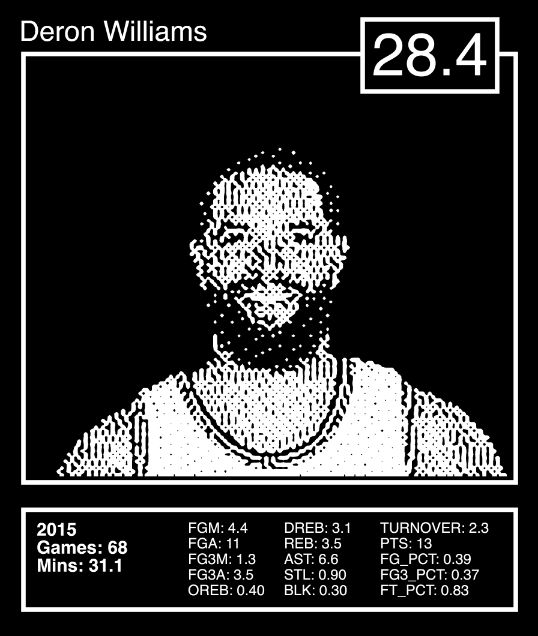 Deron Williams
28.4
2015
Games: 68
Mins: 31.1
FGM: 4.4
FGA: 11
FG3M: 1.3
FG3A: 3.5
OREB: 0.40
DREB: 3.1
REB: 3.5
AST: 6.6
STL: 0.90
BLK: 0.30
TURNOVER: 2.3
PTS: 13
FG_PCT: 0.39
FG3_PCT: 0.37
FT_PCT: 0.83